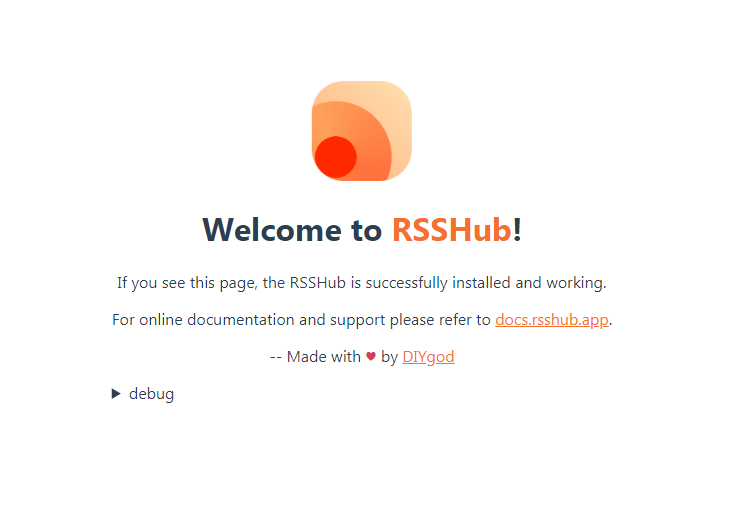 Welcome to RSSHub!
If you see this page, the RSSHub is successfully installed and working.
For online documentation and support please refer to docs.rsshub.app.
-- Made with ♥ by DIYgod
▶ debug